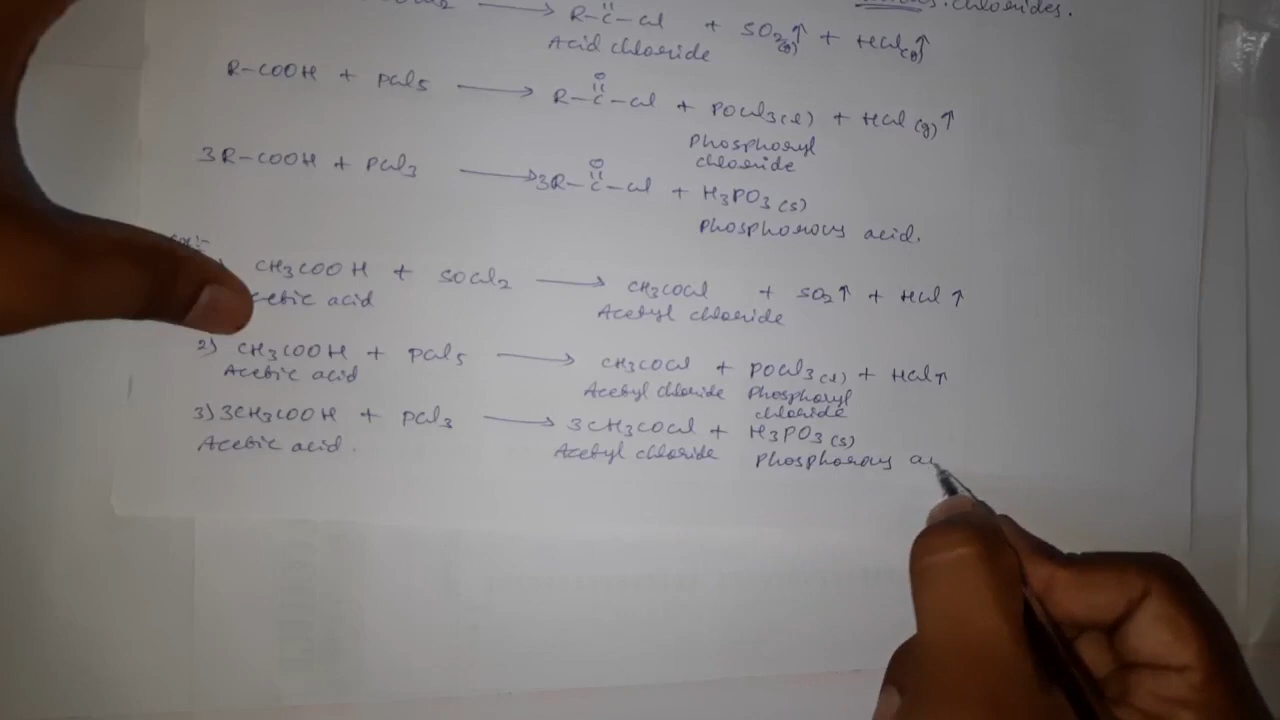 chlorides.
R-C-Cl + SO2(g)↑ + HCl(g)↑
Acid chloride
O
R-COOH + PCl5 ⟶ R-C-Cl + POCl3(l) + HCl(g)↑
Phosphoryl
chloride
O
3R-COOH + PCl3 ⟶ 3R-C-Cl + H3PO3(s)
Phosphorous acid.
CH3COOH + SOCl2 ⟶ CH3COCl + SO2↑ + HCl↑
acid Acetyl chloride
2) CH3COOH + PCl5 ⟶ CH3COCl + POCl3(l) + HCl↑
Acetic acid Acetyl chloride Phosphoryl
chloride
3) 3CH3COOH + PCl3 ⟶ 3CH3COCl + H3PO3(s)
Acetic acid. Acetyl chloride Phosphorous